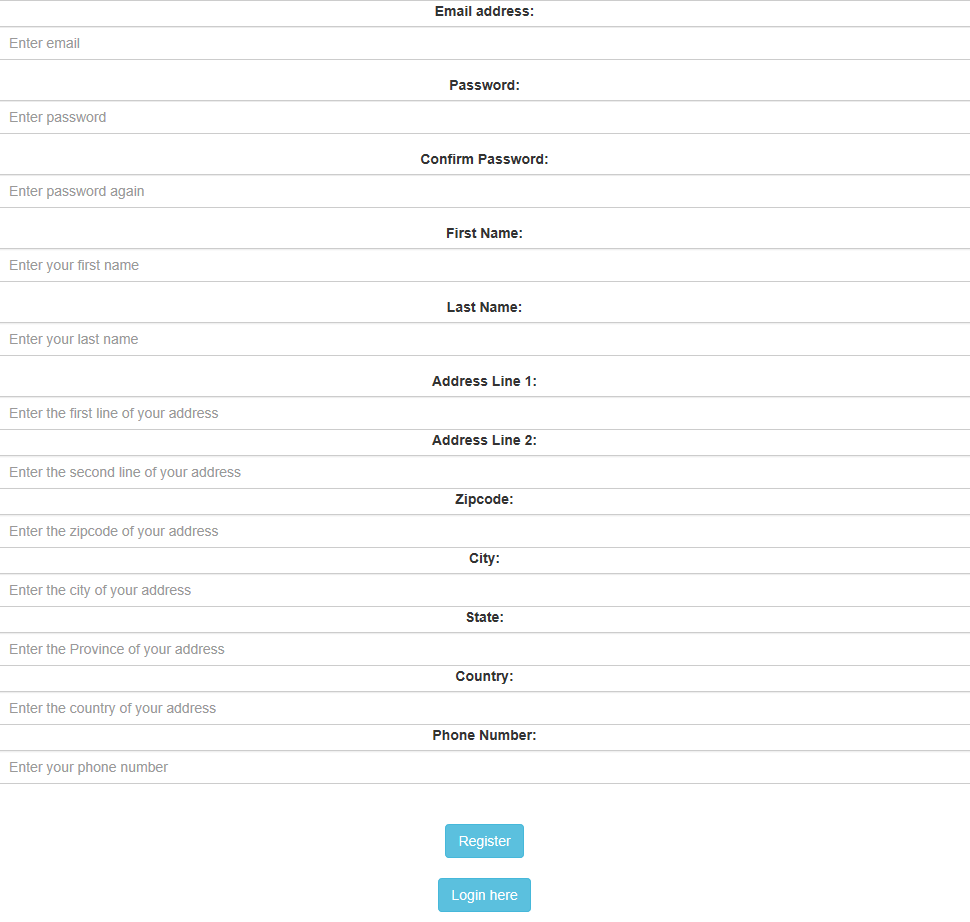 Email address:
Enter email
Password:
Enter password
Confirm Password:
Enter password again
First Name:
Enter your first name
Last Name:
Enter your last name
Address Line 1:
Enter the first line of your address
Address Line 2:
Enter the second line of your address
Zipcode:
Enter the zipcode of your address
City:
Enter the city of your address
State:
Enter the Province of your address
Country:
Enter the country of your address
Phone Number:
Enter your phone number
Register
Login here